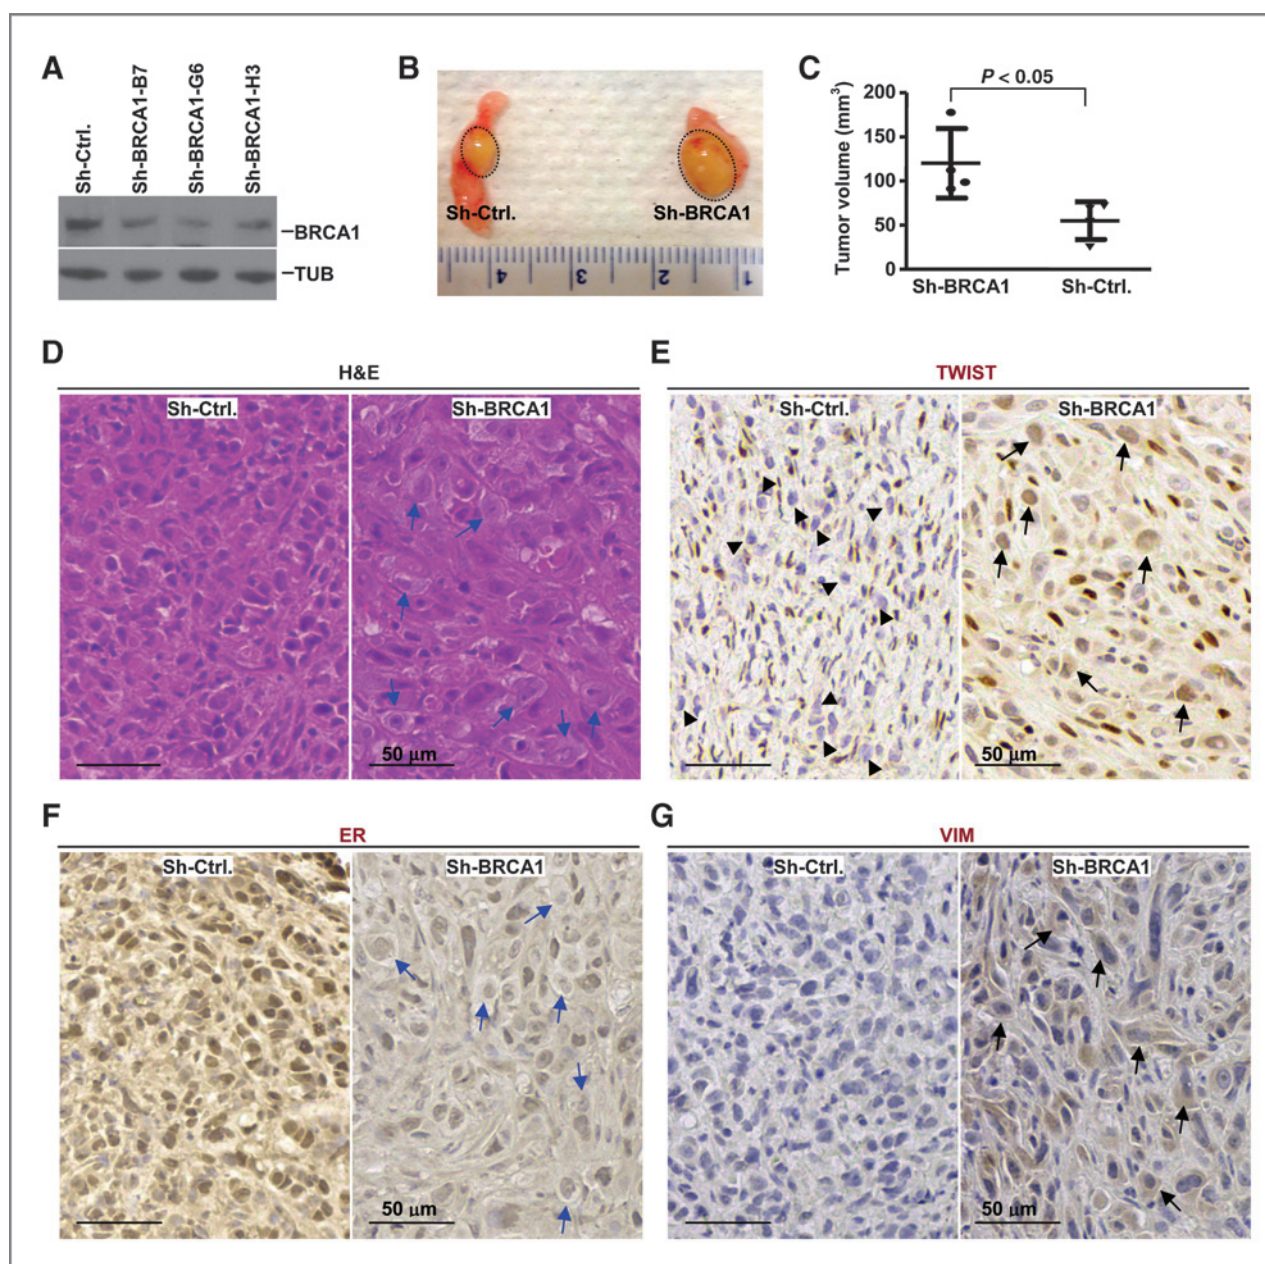 A
Sh-Ctrl.
Sh-BRCA1-B7
Sh-BRCA1-G6
Sh-BRCA1-H3
–BRCA1
–TUB
B
Sh-Ctrl.
Sh-BRCA1
4 3 2 1
C
P < 0.05
Tumor volume (mm³)
200
150
100
50
0
Sh-BRCA1
Sh-Ctrl.
D
H&E
Sh-Ctrl.
Sh-BRCA1
50 μm
E
TWIST
Sh-Ctrl.
Sh-BRCA1
50 μm
F
ER
Sh-Ctrl.
Sh-BRCA1
50 μm
G
VIM
Sh-Ctrl.
Sh-BRCA1
50 μm